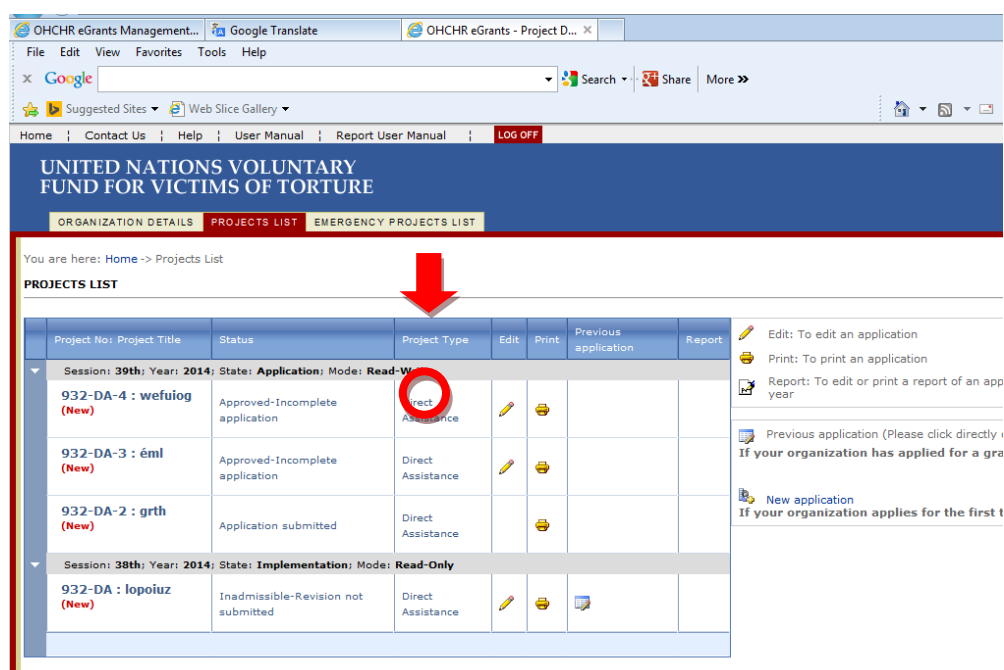 OHCHR eGrants Management... Google Translate OHCHR eGrants - Project D... ×
File Edit View Favorites Tools Help
x Google Search Share More »
Suggested Sites Web Slice Gallery
Home ¦ Contact Us ¦ Help ¦ User Manual ¦ Report User Manual ¦ LOG OFF
UNITED NATIONS VOLUNTARY
FUND FOR VICTIMS OF TORTURE
ORGANIZATION DETAILS PROJECTS LIST EMERGENCY PROJECTS LIST
You are here: Home -> Projects List
PROJECTS LIST
Project No: Project Title Status Project Type Edit Print Previous application Report
Session: 39th; Year: 2014; State: Application; Mode: Read-
932-DA-4 : wefuiog
(New)
Approved-Incomplete
application
Direct
Assistance
932-DA-3 : éml
(New)
Approved-Incomplete
application
Direct
Assistance
932-DA-2 : grth
(New)
Application submitted
Direct
Assistance
Session: 38th; Year: 2014; State: Implementation; Mode: Read-Only
932-DA : lopoiuz
(New)
Inadmissible-Revision not
submitted
Direct
Assistance
Edit: To edit an application
Print: To print an application
Report: To edit or print a report of an app
year
Previous application (Please click directly
If your organization has applied for a gra
New application
If your organization applies for the first t